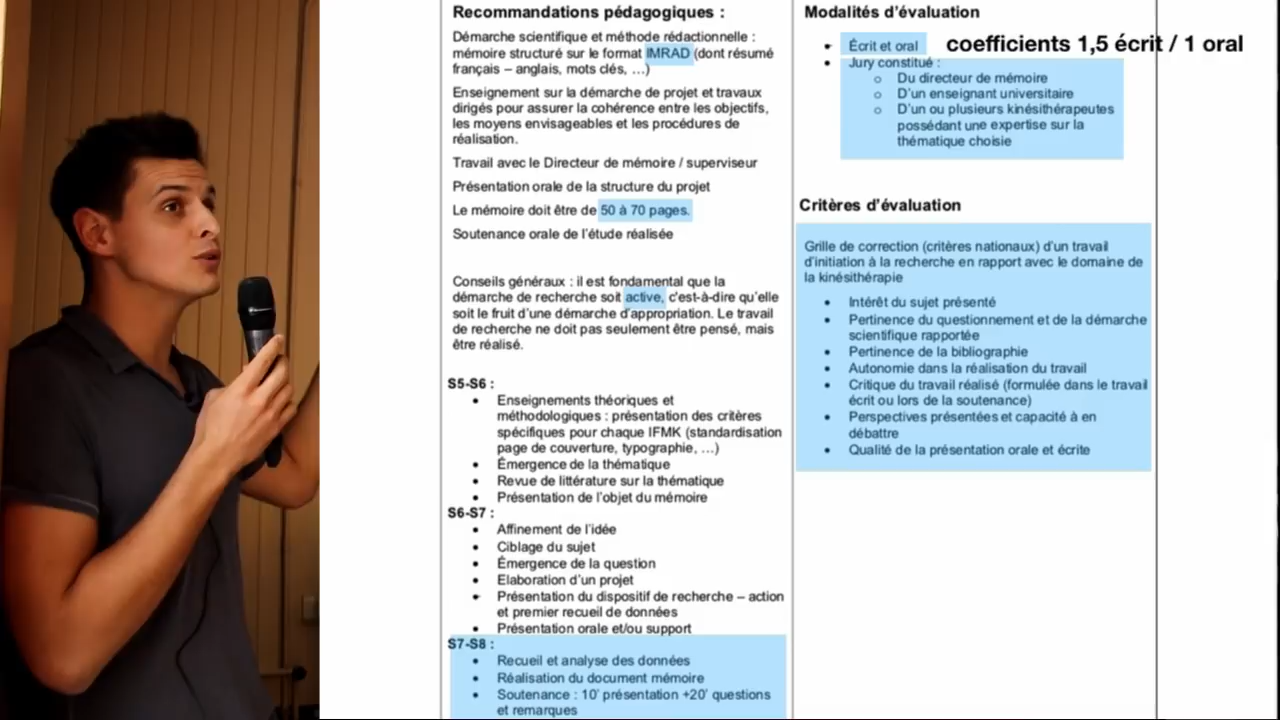 Recommandations pédagogiques :
Démarche scientifique et méthode rédactionnelle :
mémoire structuré sur le format IMRAD (dont résumé
français – anglais, mots clés, …)
Enseignement sur la démarche de projet et travaux
dirigés pour assurer la cohérence entre les objectifs,
les moyens envisageables et les procédures de
réalisation.
Travail avec le Directeur de mémoire / superviseur
Présentation orale de la structure du projet
Le mémoire doit être de 50 à 70 pages.
Soutenance orale de l'étude réalisée
Conseils généraux : il est fondamental que la
démarche de recherche soit active, c'est-à-dire qu'elle
soit le fruit d'une démarche d'appropriation. Le travail
de recherche ne doit pas seulement être pensé, mais
être réalisé.
S5-S6 :
• Enseignements théoriques et
méthodologiques : présentation des critères
spécifiques pour chaque IFMK (standardisation
page de couverture, typographie, …)
• Émergence de la thématique
• Revue de littérature sur la thématique
• Présentation de l'objet du mémoire
S6-S7 :
• Affinement de l'idée
• Ciblage du sujet
• Émergence de la question
• Elaboration d'un projet
• Présentation du dispositif de recherche – action
et premier recueil de données
• Présentation orale et/ou support
S7-S8 :
• Recueil et analyse des données
• Réalisation du document mémoire
• Soutenance : 10' présentation +20' questions
et remarques
Modalités d'évaluation
• Écrit et oral coefficients 1,5 écrit / 1 oral
• Jury constitué :
o Du directeur de mémoire
o D'un enseignant universitaire
o D'un ou plusieurs kinésithérapeutes
possédant une expertise sur la
thématique choisie
Critères d'évaluation
Grille de correction (critères nationaux) d'un travail
d'initiation à la recherche en rapport avec le domaine de
la kinésithérapie
• Intérêt du sujet présenté
• Pertinence du questionnement et de la démarche
scientifique rapportée
• Pertinence de la bibliographie
• Autonomie dans la réalisation du travail
• Critique du travail réalisé (formulée dans le travail
écrit ou lors de la soutenance)
• Perspectives présentées et capacité à en
débattre
• Qualité de la présentation orale et écrite